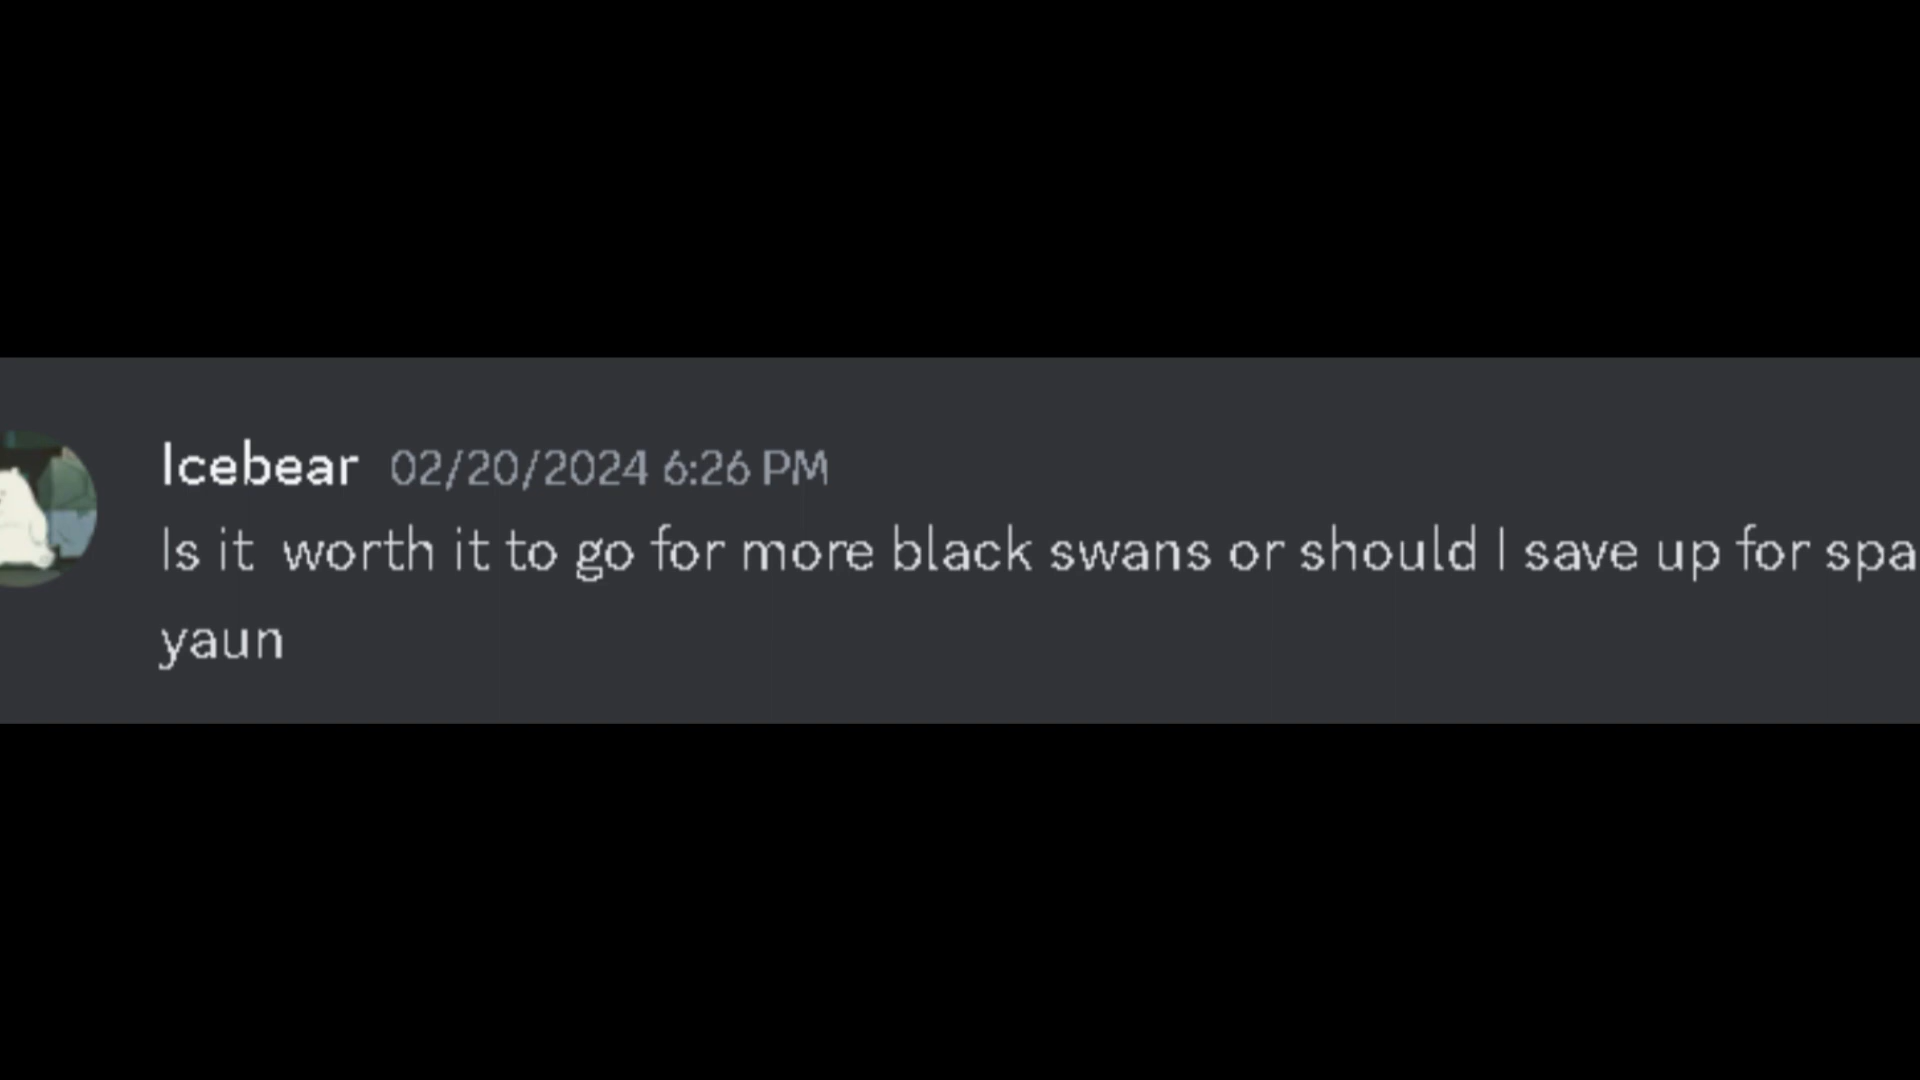 Icebear 02/20/2024 6:26 PM
Is it worth it to go for more black swans or should I save up for spa
yaun